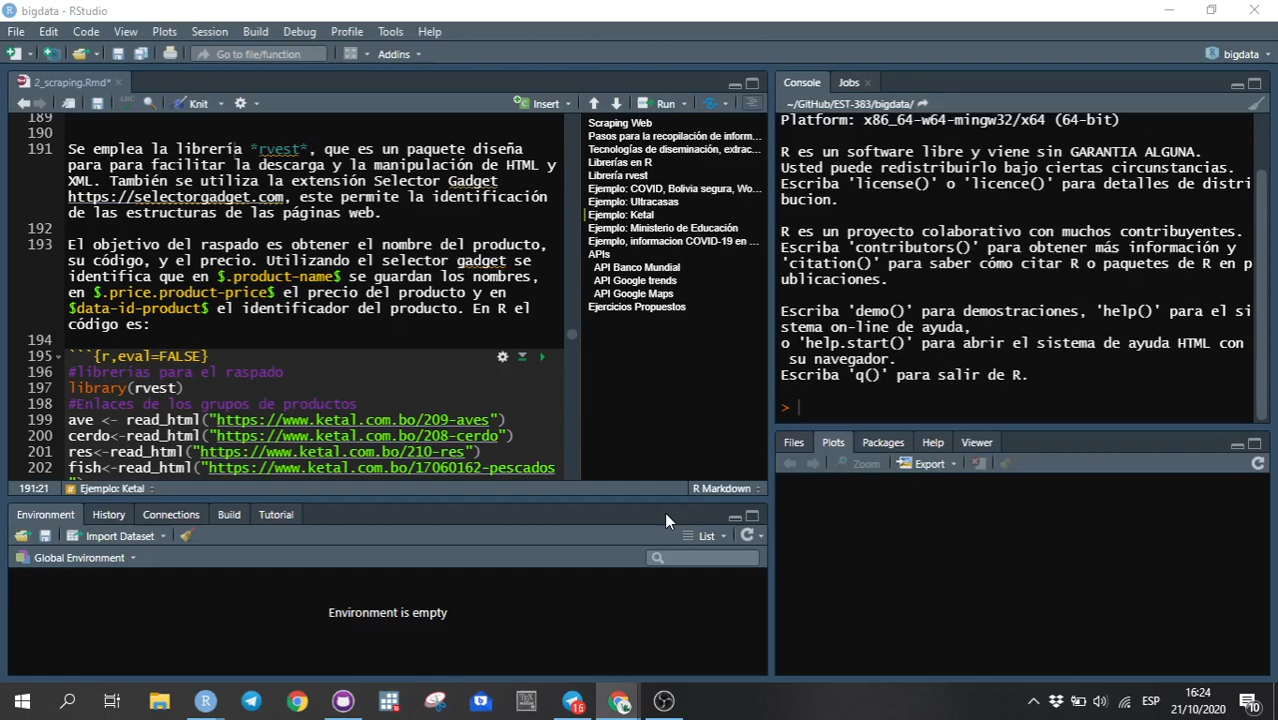 bigdata - RStudio
File Edit Code View Plots Session Build Debug Profile Tools Help
Go to file/function Addins bigdata
2_scraping.Rmd*
ABC Knit Insert Run
189
190
191 Se emplea la librería *rvest*, que es un paquete diseña
para para facilitar la descarga y la manipulación de HTML y
XML. También se utiliza la extensión Selector Gadget
https://selectorgadget.com, este permite la identificación
de las estructuras de las páginas web.
192
193 El objetivo del raspado es obtener el nombre del producto,
su código, y el precio. Utilizando el selector gadget se
identifica que en $.product-name$ se guardan los nombres,
en $.price.product-price$ el precio del producto y en
$data-id-product$ el identificador del producto. En R el
código es:
194
195 ```{r,eval=FALSE}
196 #librerías para el raspado
197 library(rvest)
198 #Enlaces de los grupos de productos
199 ave <- read_html("https://www.ketal.com.bo/209-aves")
200 cerdo<-read_html("https://www.ketal.com.bo/208-cerdo")
201 res<-read_html("https://www.ketal.com.bo/210-res")
202 fish<-read_html("https://www.ketal.com.bo/17060162-pescados
")
191:21 Ejemplo: Ketal R Markdown
Scraping Web
Pasos para la recopilación de inform...
Tecnologías de diseminación, extrac...
Librerías en R
Librería rvest
Ejemplo: COVID, Bolivia segura, Wo...
Ejemplo: Ultracasas
Ejemplo: Ketal
Ejemplo: Ministerio de Educación
Ejemplo, informacion COVID-19 en ...
APIs
API Banco Mundial
API Google trends
API Google Maps
Ejercicios Propuestos
Console Jobs
~/GitHub/EST-383/bigdata/
Platform: x86_64-w64-mingw32/x64 (64-bit)
R es un software libre y viene sin GARANTIA ALGUNA.
Usted puede redistribuirlo bajo ciertas circunstancias.
Escriba 'license()' o 'licence()' para detalles de distri
bucion.
R es un proyecto colaborativo con muchos contribuyentes.
Escriba 'contributors()' para obtener más información y
'citation()' para saber cómo citar R o paquetes de R en p
ublicaciones.
Escriba 'demo()' para demostraciones, 'help()' para el si
stema on-line de ayuda,
o 'help.start()' para abrir el sistema de ayuda HTML con
su navegador.
Escriba 'q()' para salir de R.
>
Environment History Connections Build Tutorial
Import Dataset List
Global Environment
Environment is empty
Files Plots Packages Help Viewer
Zoom Export
16
ESP
16:24
21/10/2020
10